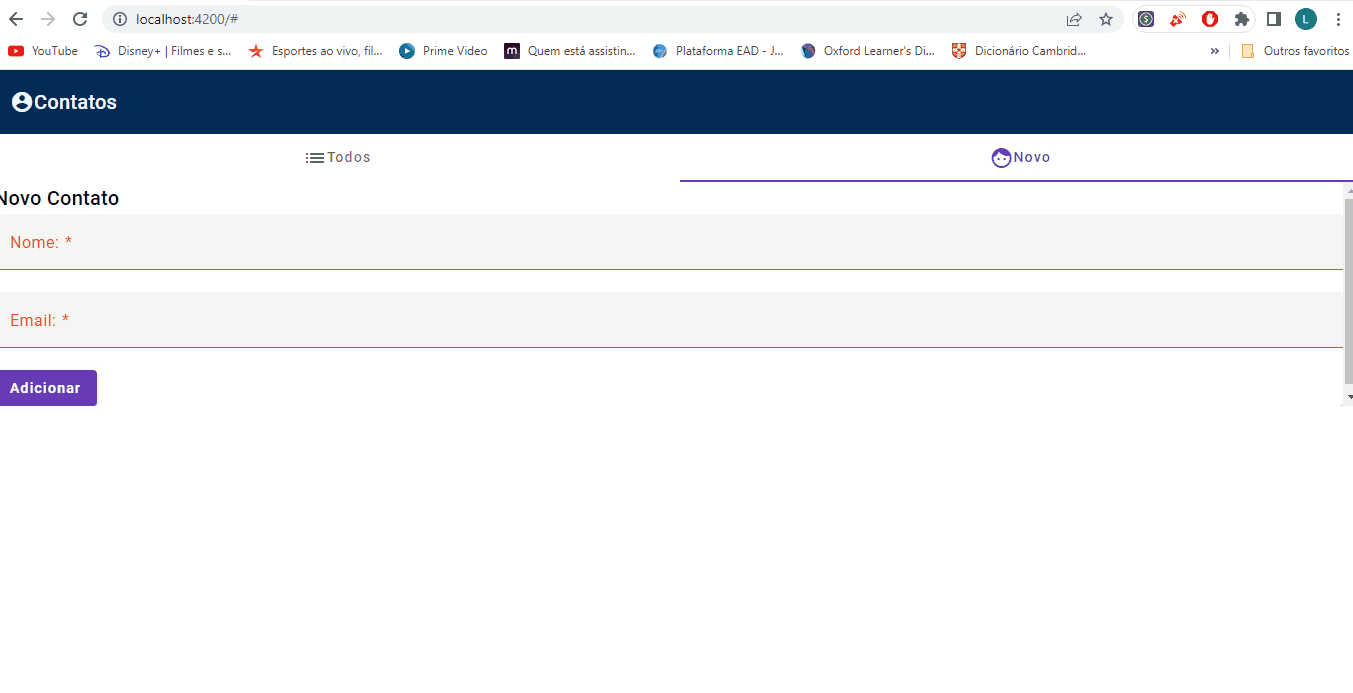 localhost:4200/#
L
YouTube Disney+ | Filmes e s... Esportes ao vivo, fil... Prime Video m Quem está assistin... Plataforma EAD - J... Oxford Learner's Di... Dicionário Cambrid... » Outros favoritos
Contatos
Todos Novo
Novo Contato
Nome: *
Email: *
Adicionar